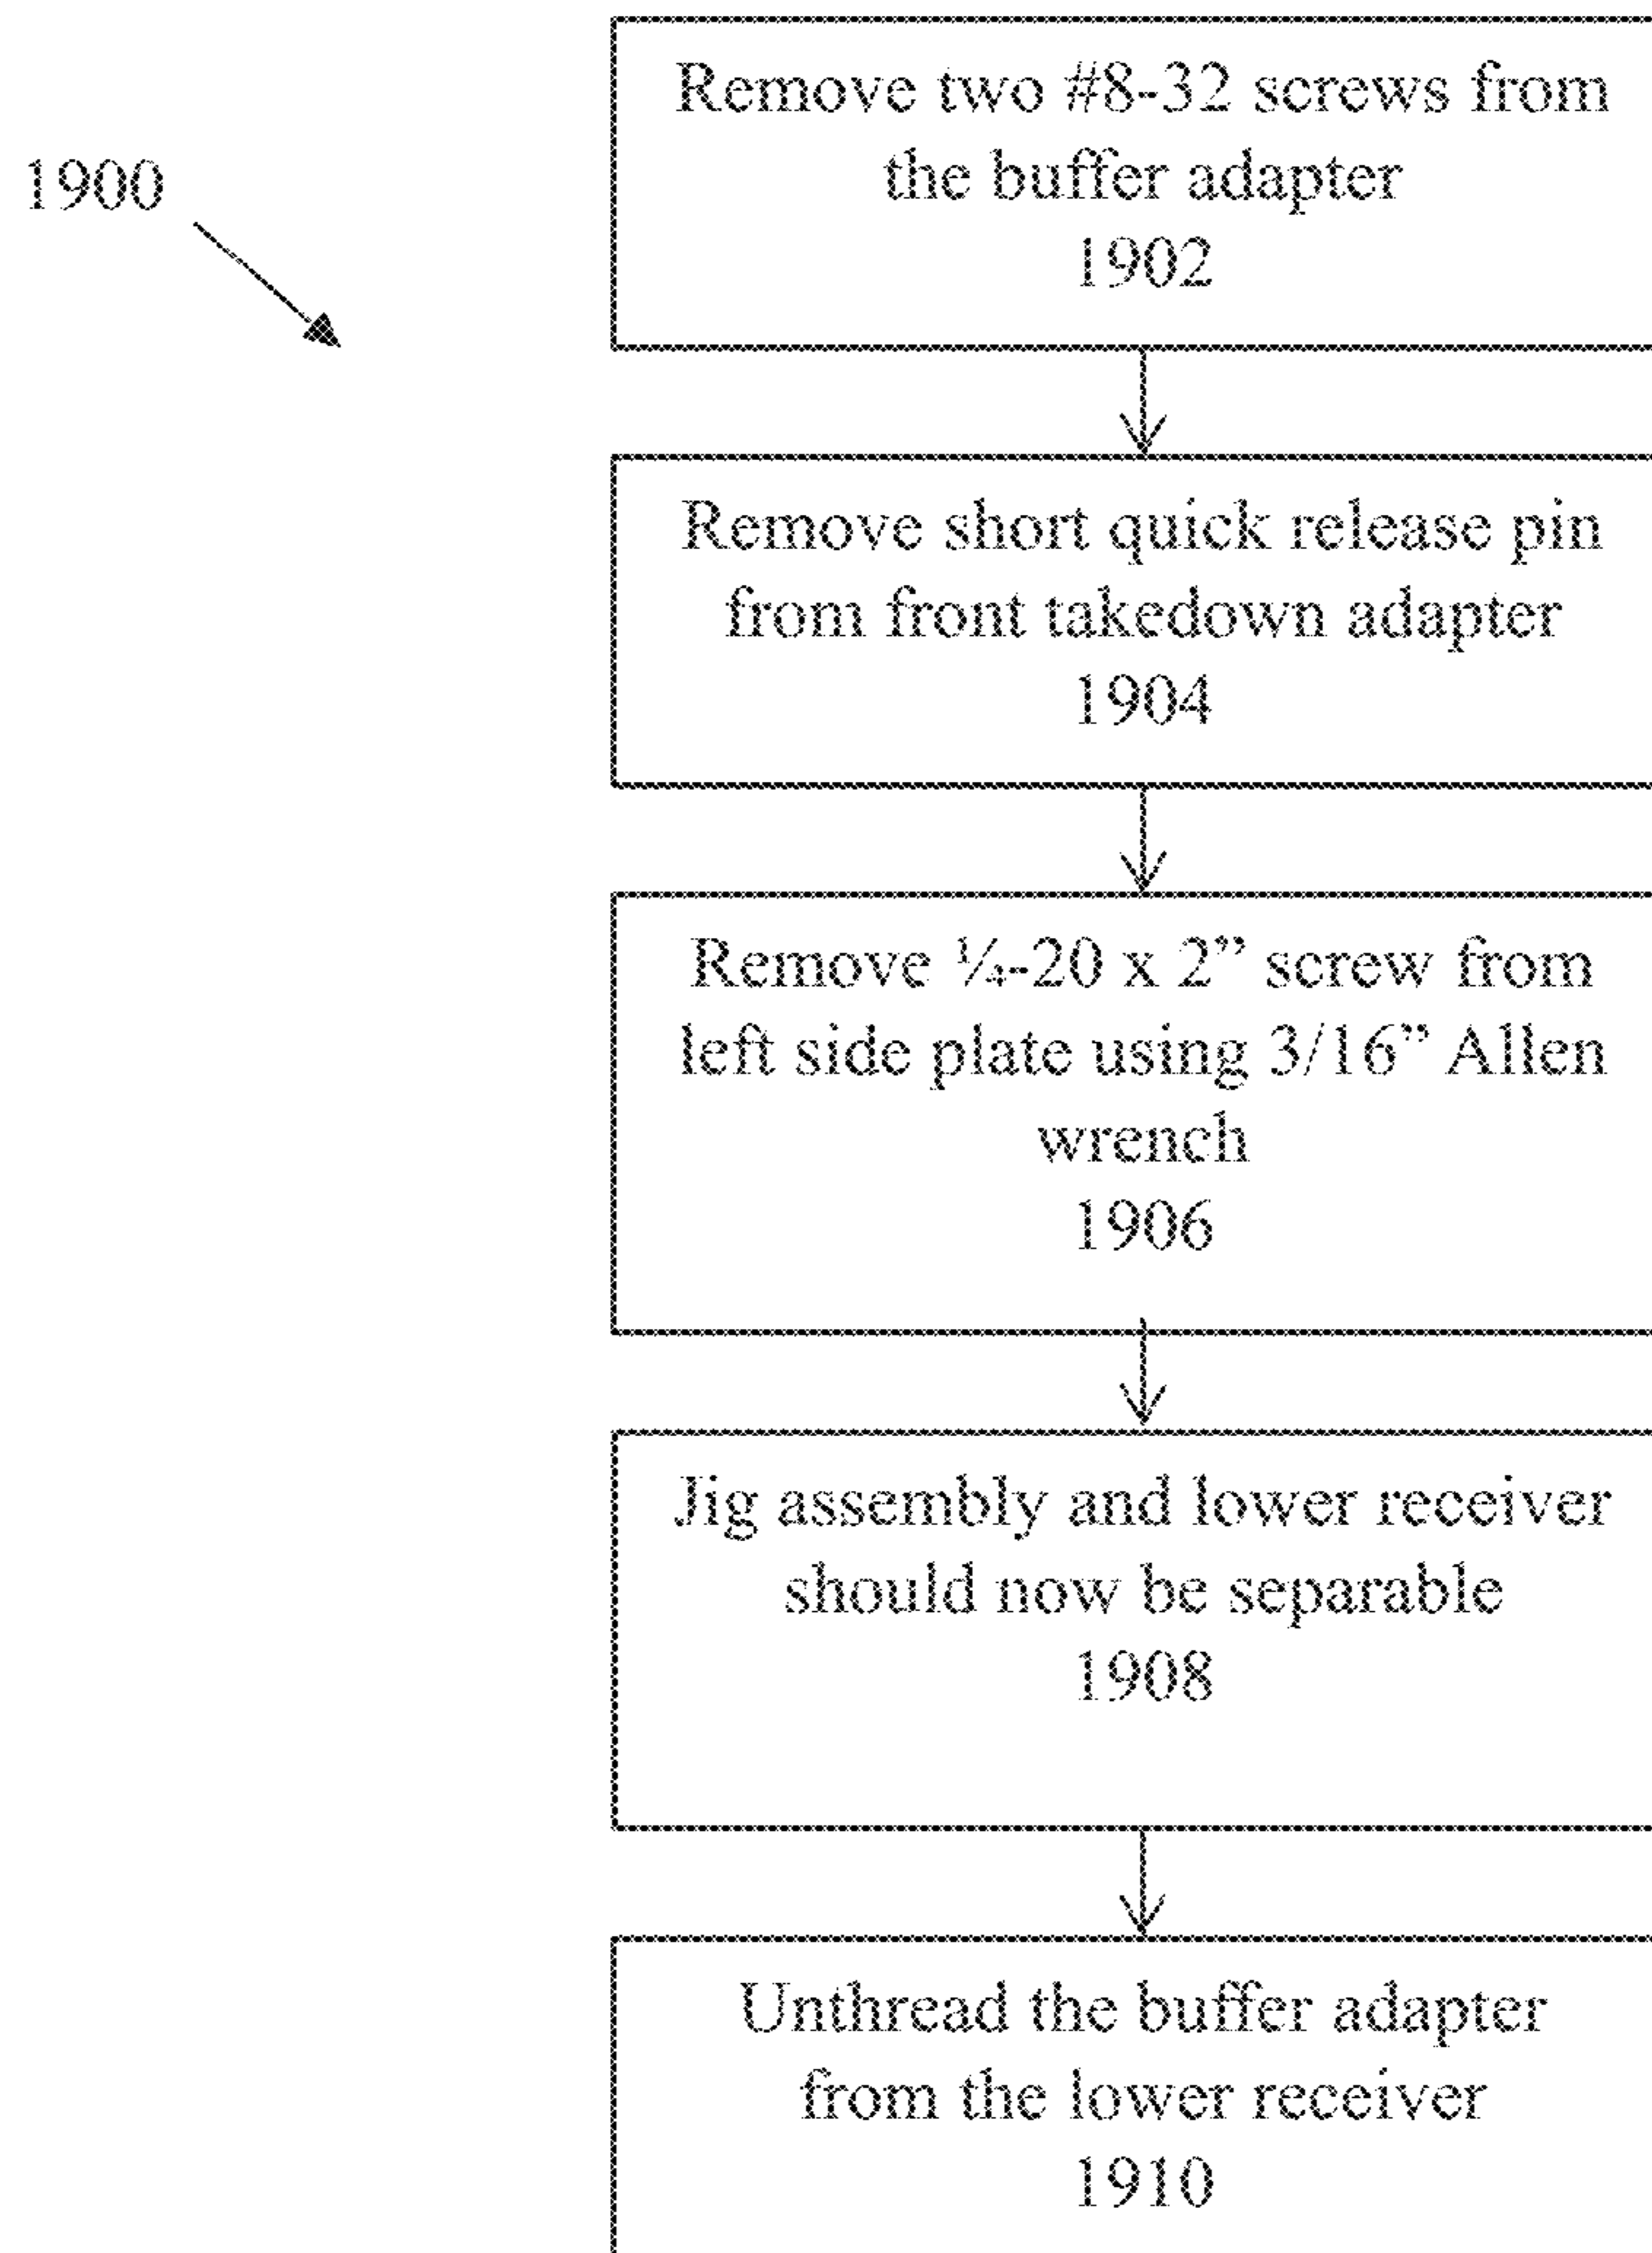 1900
Remove two #8-32 screws from
the buffer adapter
1902
Remove short quick release pin
from front takedown adapter
1904
Remove ¼-20 x 2” screw from
left side plate using 3/16” Allen
wrench
1906
Jig assembly and lower receiver
should now be separable
1908
Unthread the buffer adapter
from the lower receiver
1910